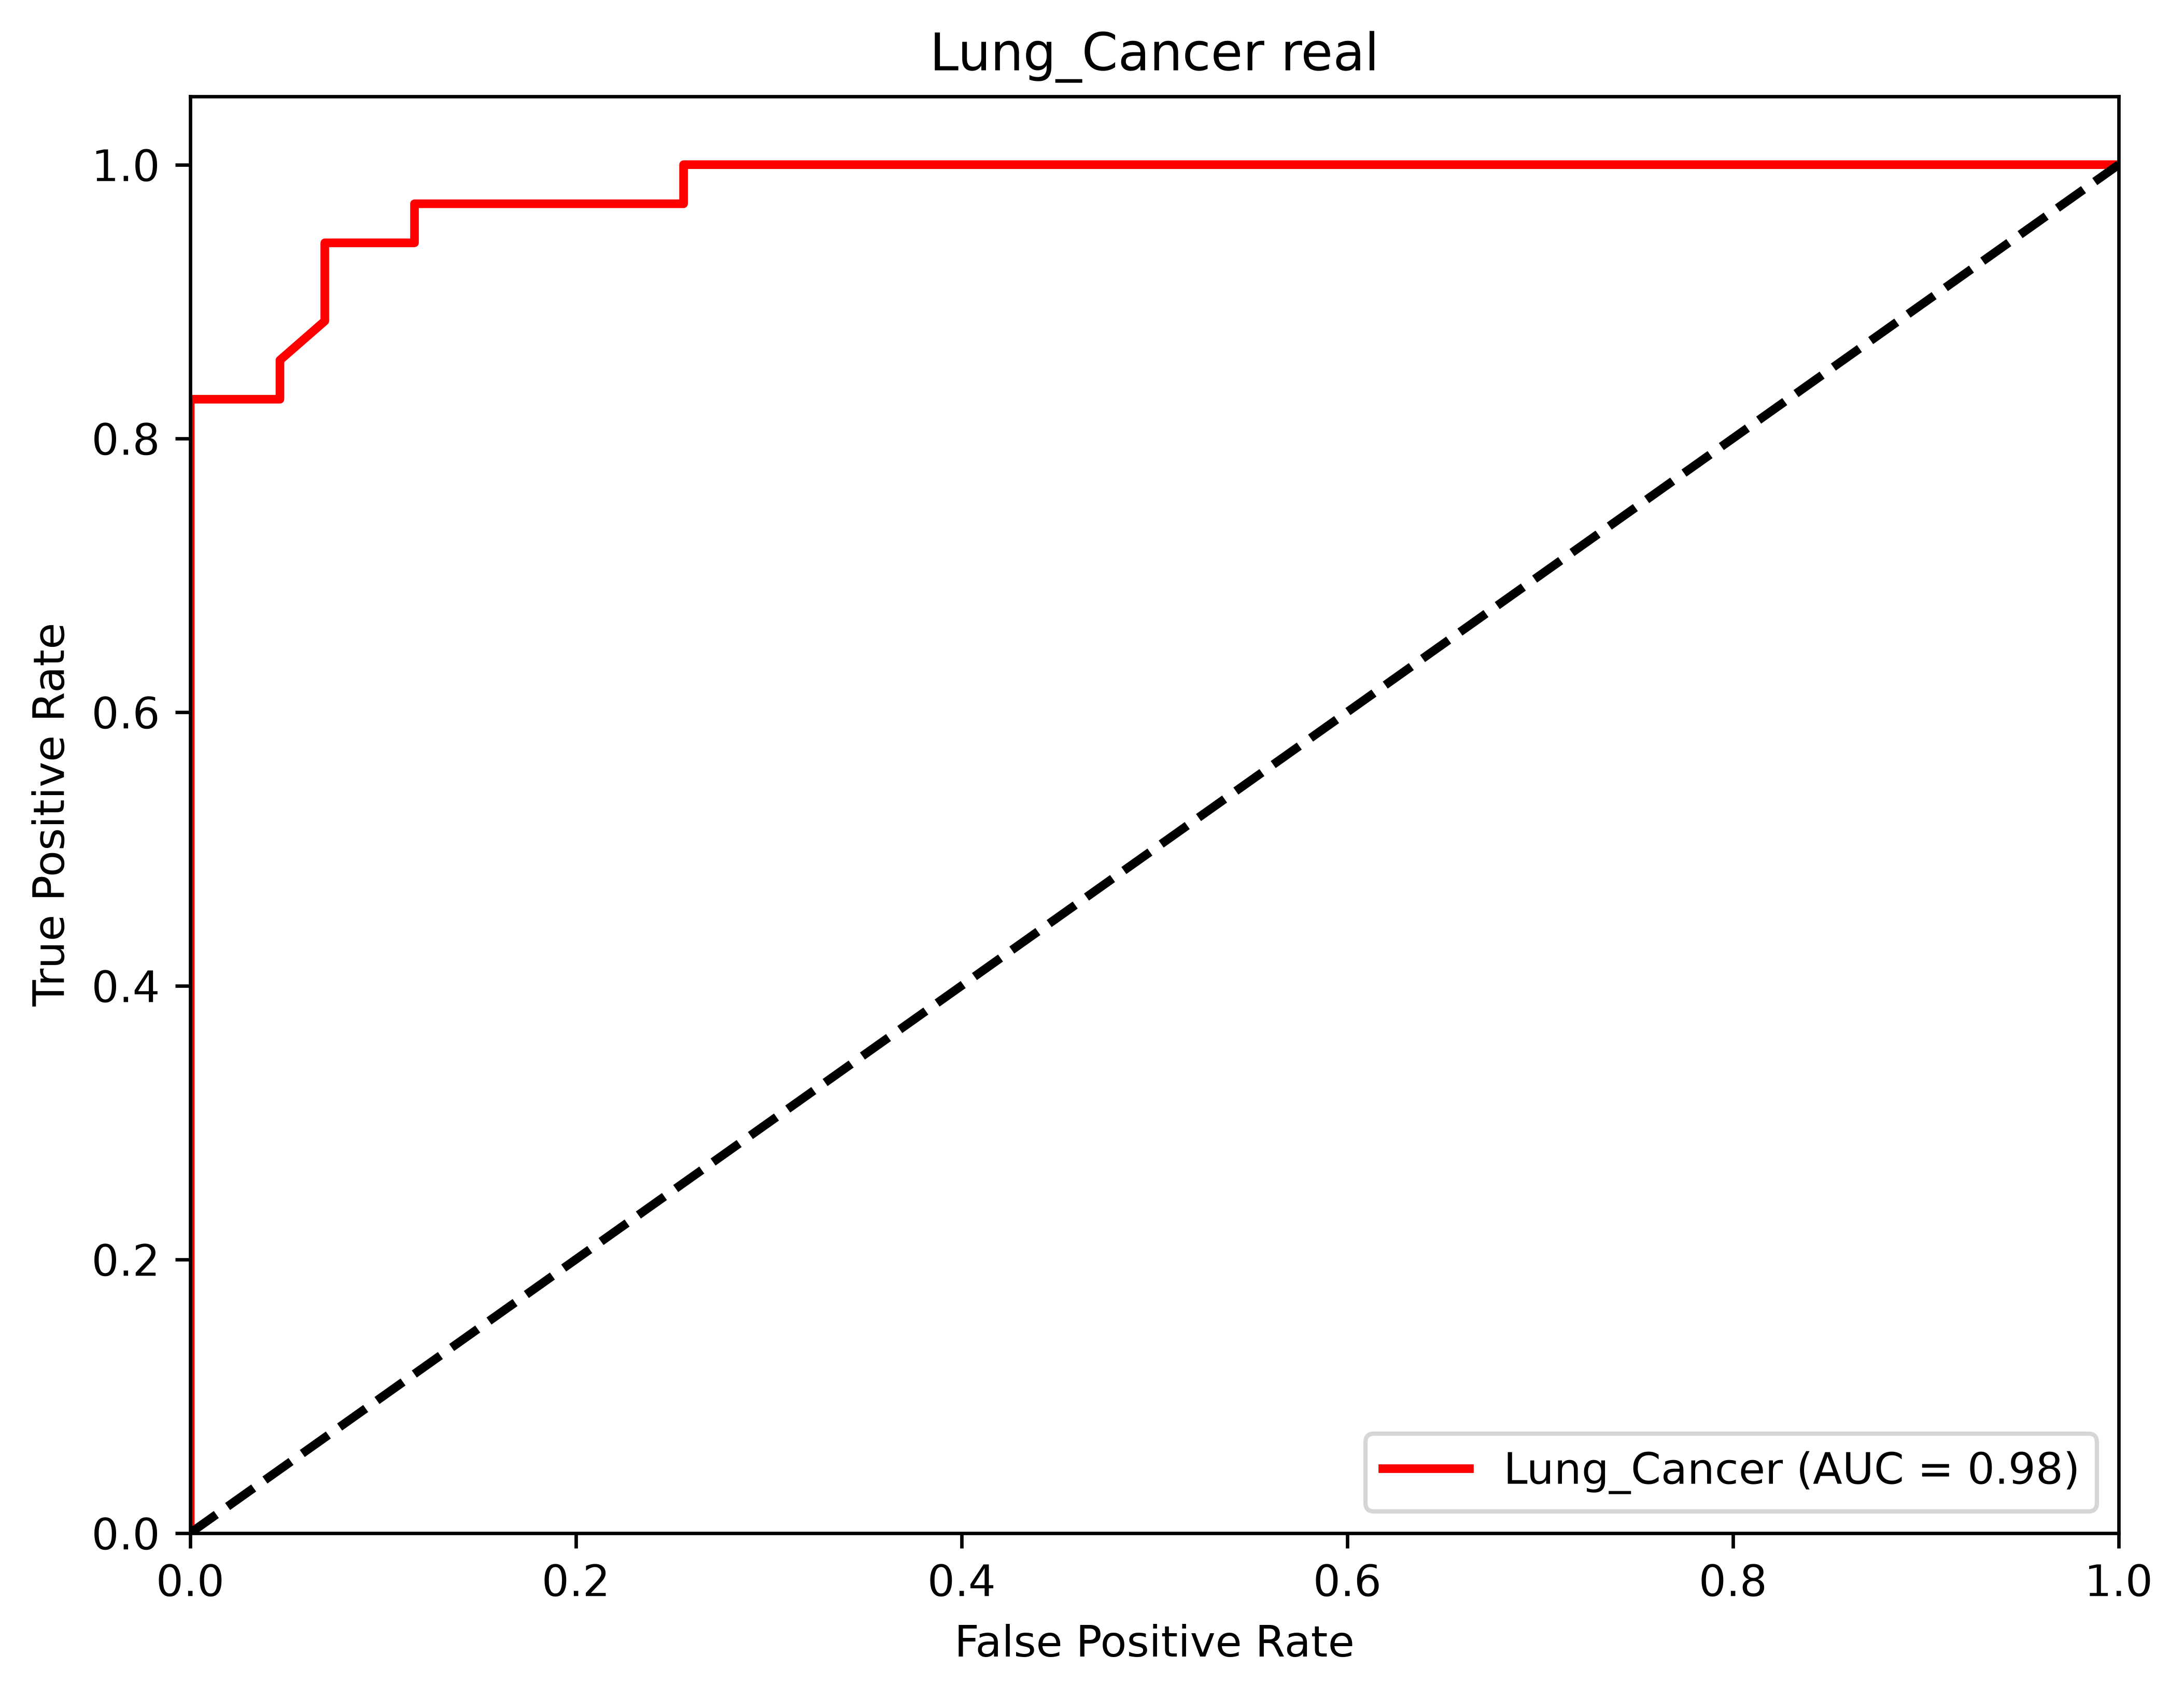 Lung_Cancer real
1.0
0.8
0.6
0.4
0.2
0.0
True Positive Rate
0.0 0.2 0.4 0.6 0.8 1.0
False Positive Rate
Lung_Cancer (AUC = 0.98)